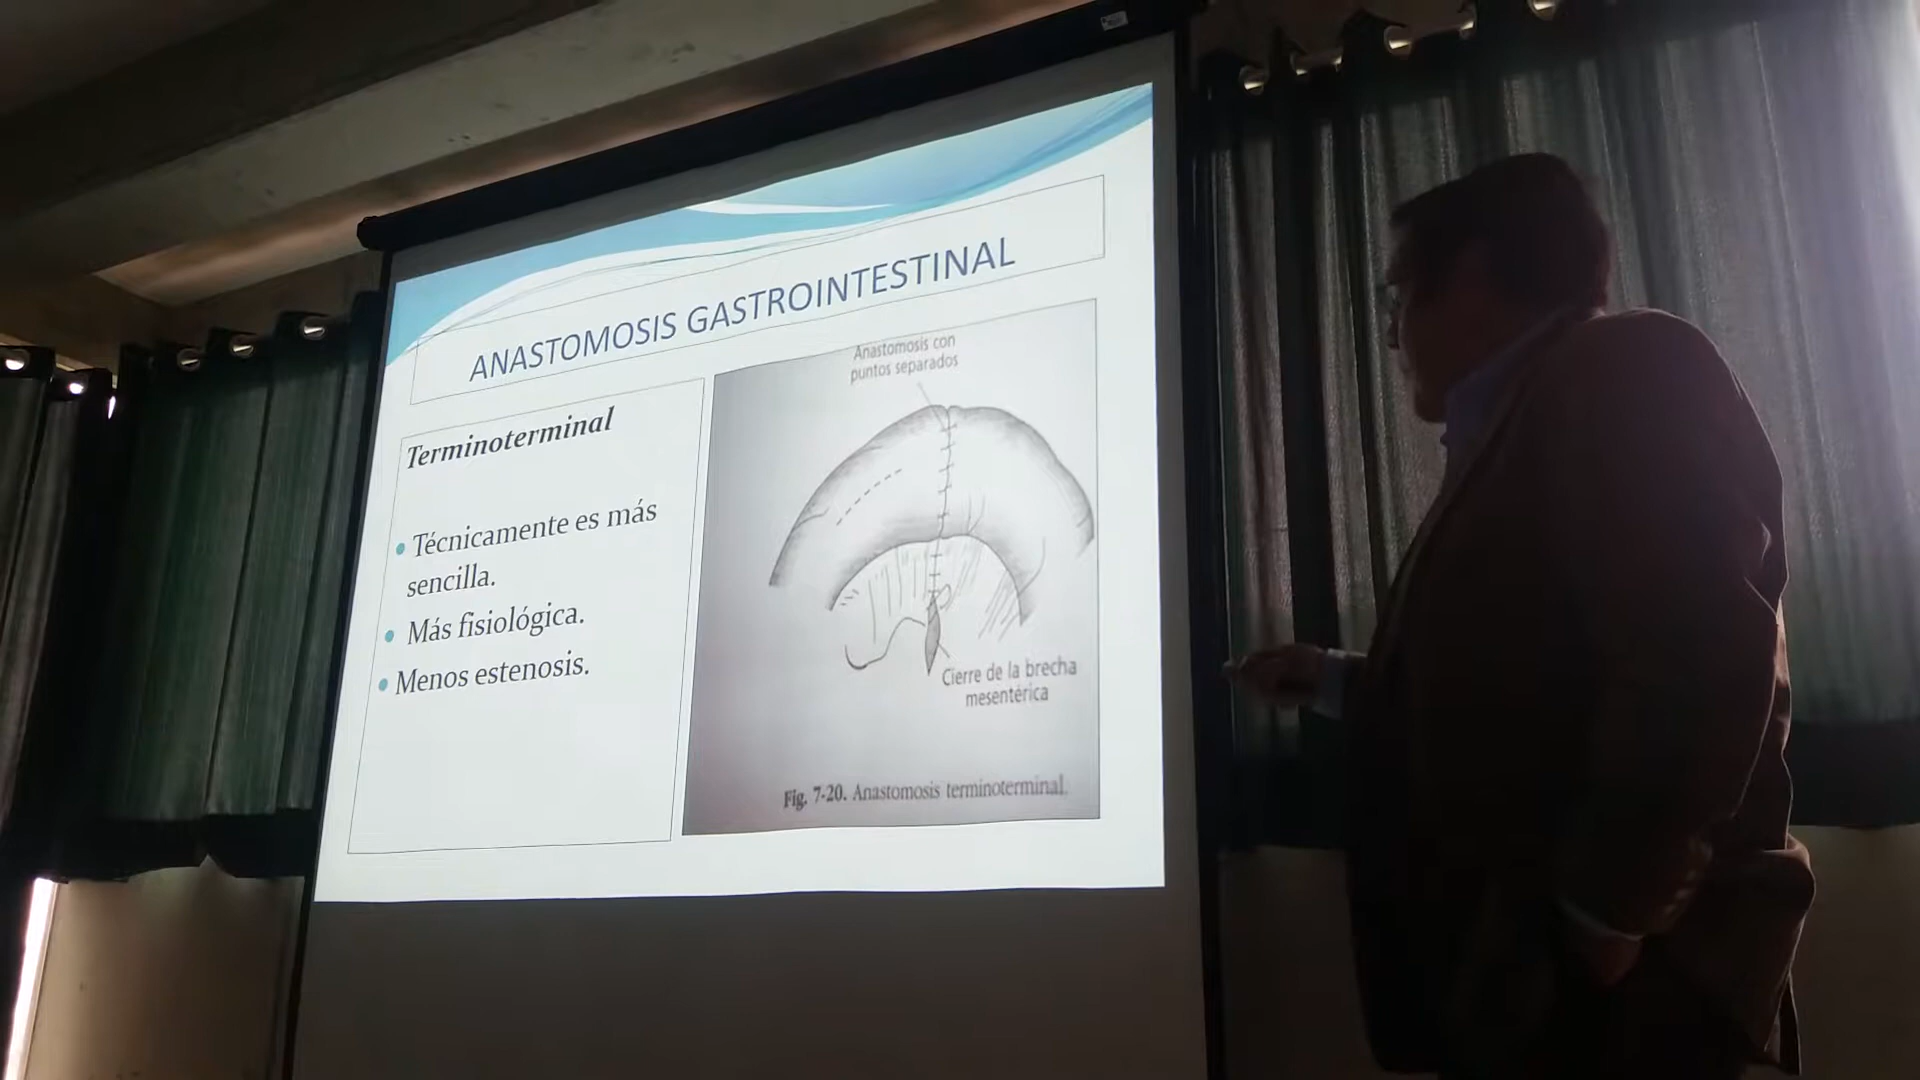 ANASTOMOSIS GASTROINTESTINAL
Terminoterminal
• Técnicamente es más
sencilla.
• Más fisiológica.
• Menos estenosis.
Anastomosis con
puntos separados
Cierre de la brecha
mesentérica
Fig. 7-20. Anastomosis terminoterminal.